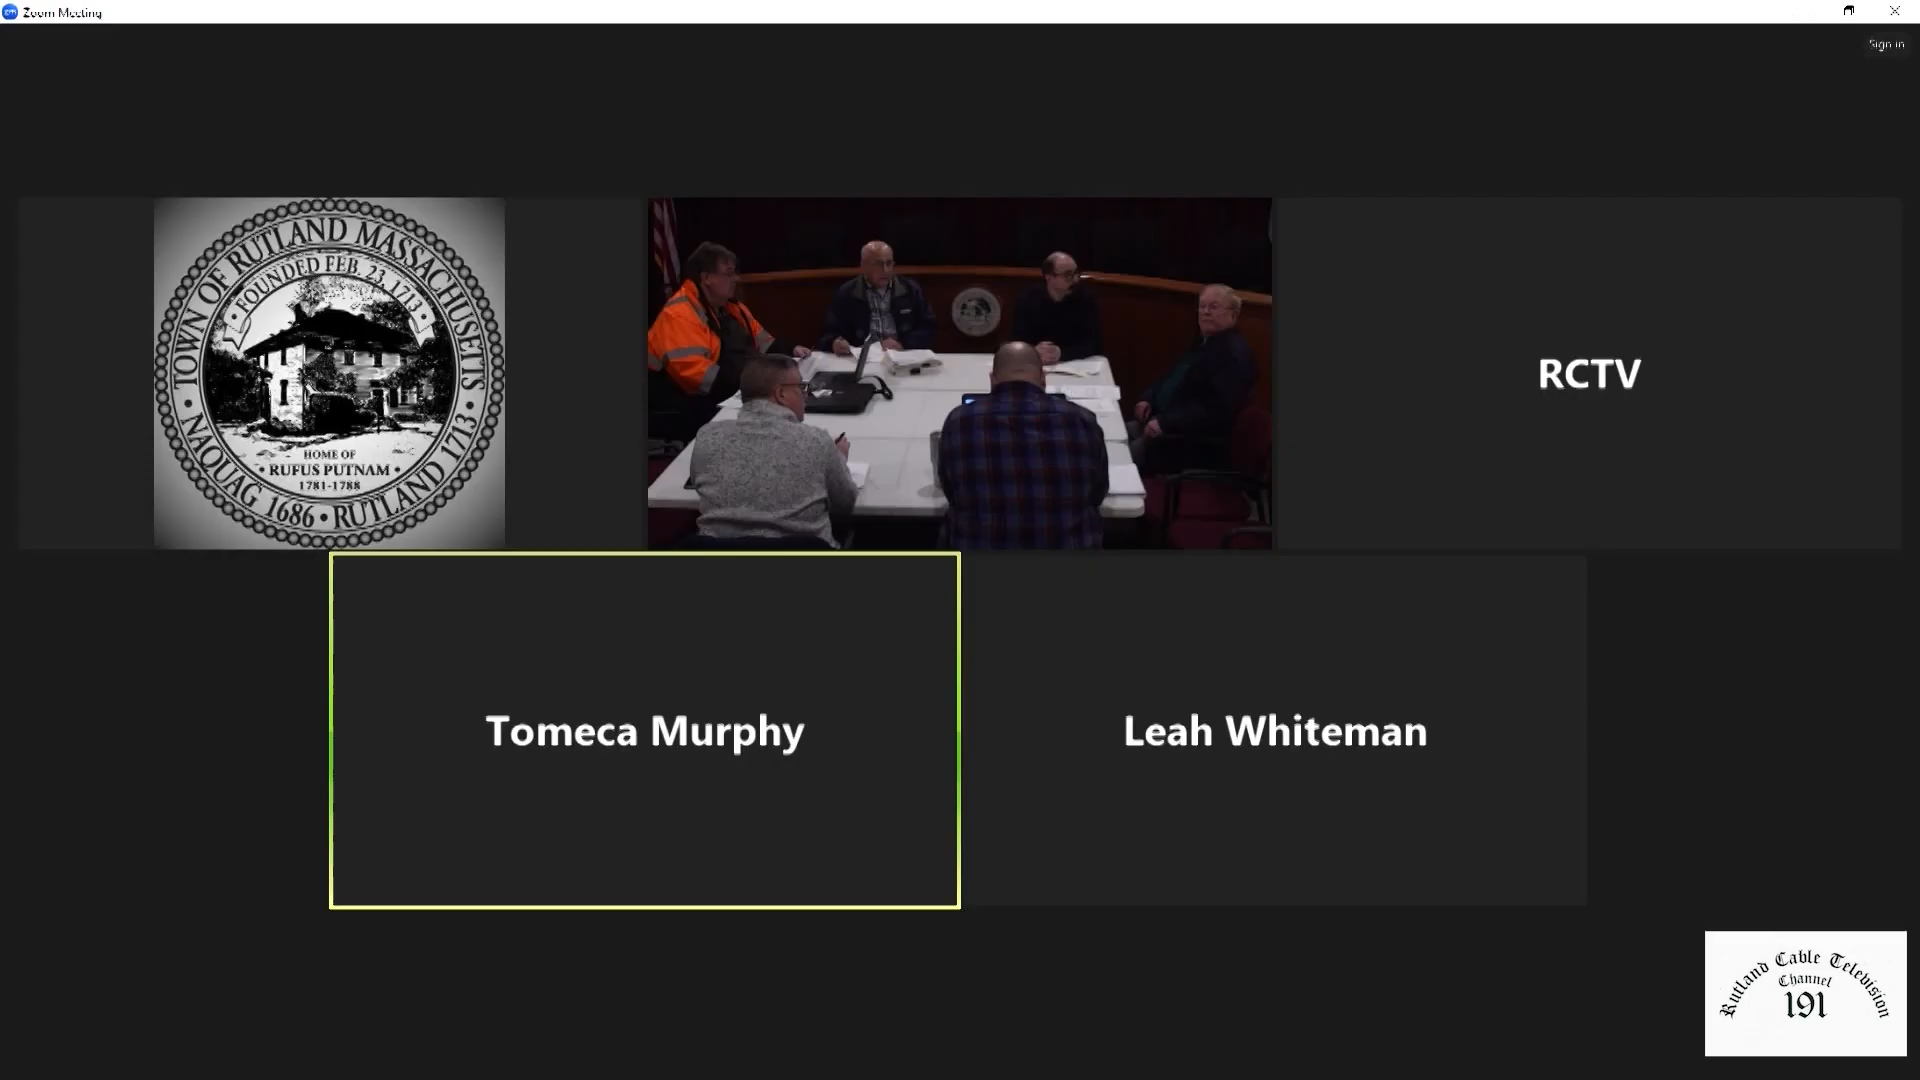 Zoom Meeting
Sign in
TOWN OF RUTLAND MASSACHUSETTS
FOUNDED FEB. 23, 1713
HOME OF
• RUFUS PUTNAM •
1781-1788
NAQUAG 1686 • RUTLAND 1713
RCTV
Tomeca Murphy
Leah Whiteman
Rutland Cable Television
Channel
191